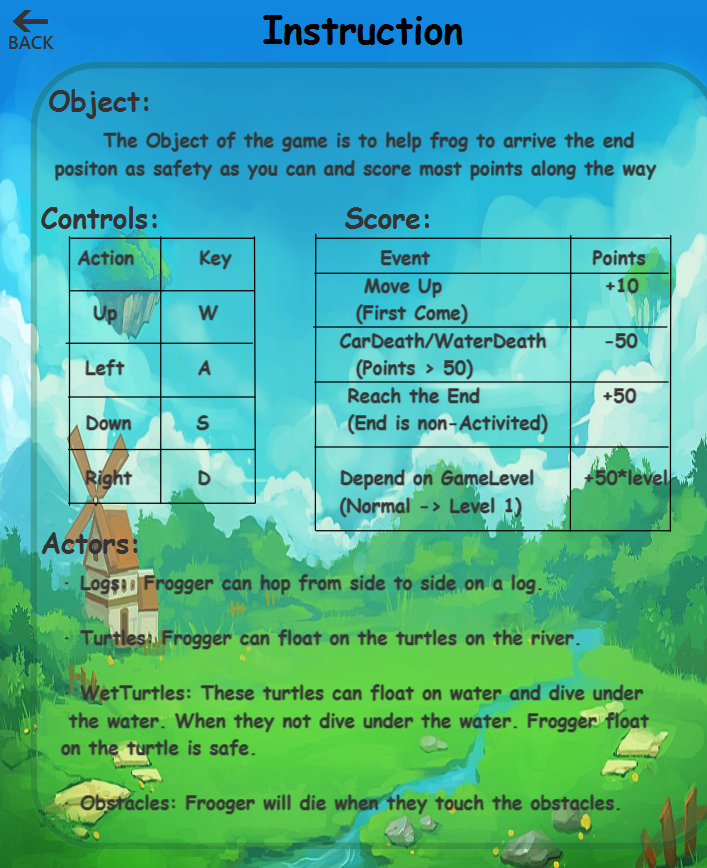 BACK
Instruction
Object:
The Object of the game is to help frog to arrive the end
positon as safety as you can and score most points along the way
Controls:
Action Key
Up W
Left A
Down S
Right D
Score:
Event Points
Move Up +10
(First Come)
CarDeath/WaterDeath -50
(Points > 50)
Reach the End +50
(End is non-Activited)
Depend on GameLevel +50*level
(Normal -> Level 1)
Actors:
· Logs: Frogger can hop from side to side on a log.
· Turtles: Frogger can float on the turtles on the river.
· WetTurtles: These turtles can float on water and dive under
the water. When they not dive under the water. Frogger float
on the turtle is safe.
· Obstacles: Frooger will die when they touch the obstacles.